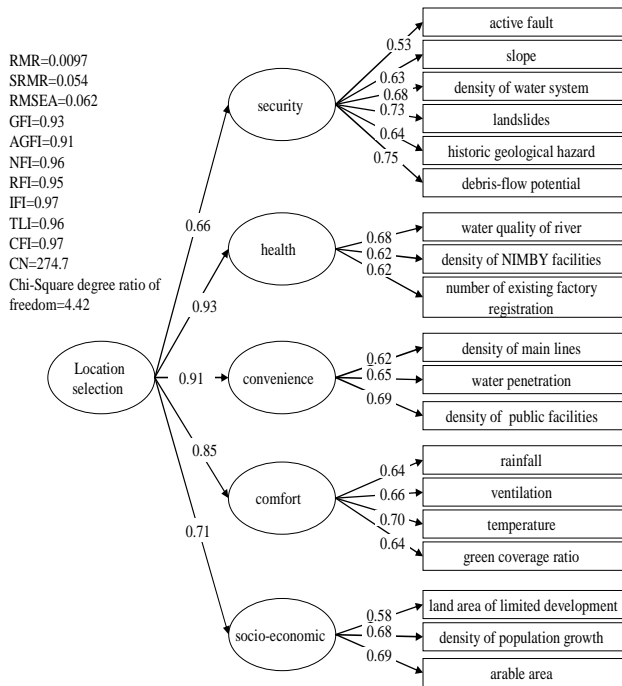 RMR=0.0097
SRMR=0.054
RMSEA=0.062
GFI=0.93
AGFI=0.91
NFI=0.96
RFI=0.95
IFI=0.97
TLI=0.96
CFI=0.97
CN=274.7
Chi-Square degree ratio of
freedom=4.42
Location
selection
0.66
0.93
0.91
0.85
0.71
security
0.53
0.63
0.68
0.73
0.64
0.75
active fault
slope
density of water system
landslides
historic geological hazard
debris-flow potential
health
0.68
0.62
0.62
water quality of river
density of NIMBY facilities
number of existing factory
registration
convenience
0.62
0.65
0.69
density of main lines
water penetration
density of public facilities
comfort
0.64
0.66
0.70
0.64
rainfall
ventilation
temperature
green coverage ratio
socio-economic
0.58
0.68
0.69
land area of limited development
density of population growth
arable area